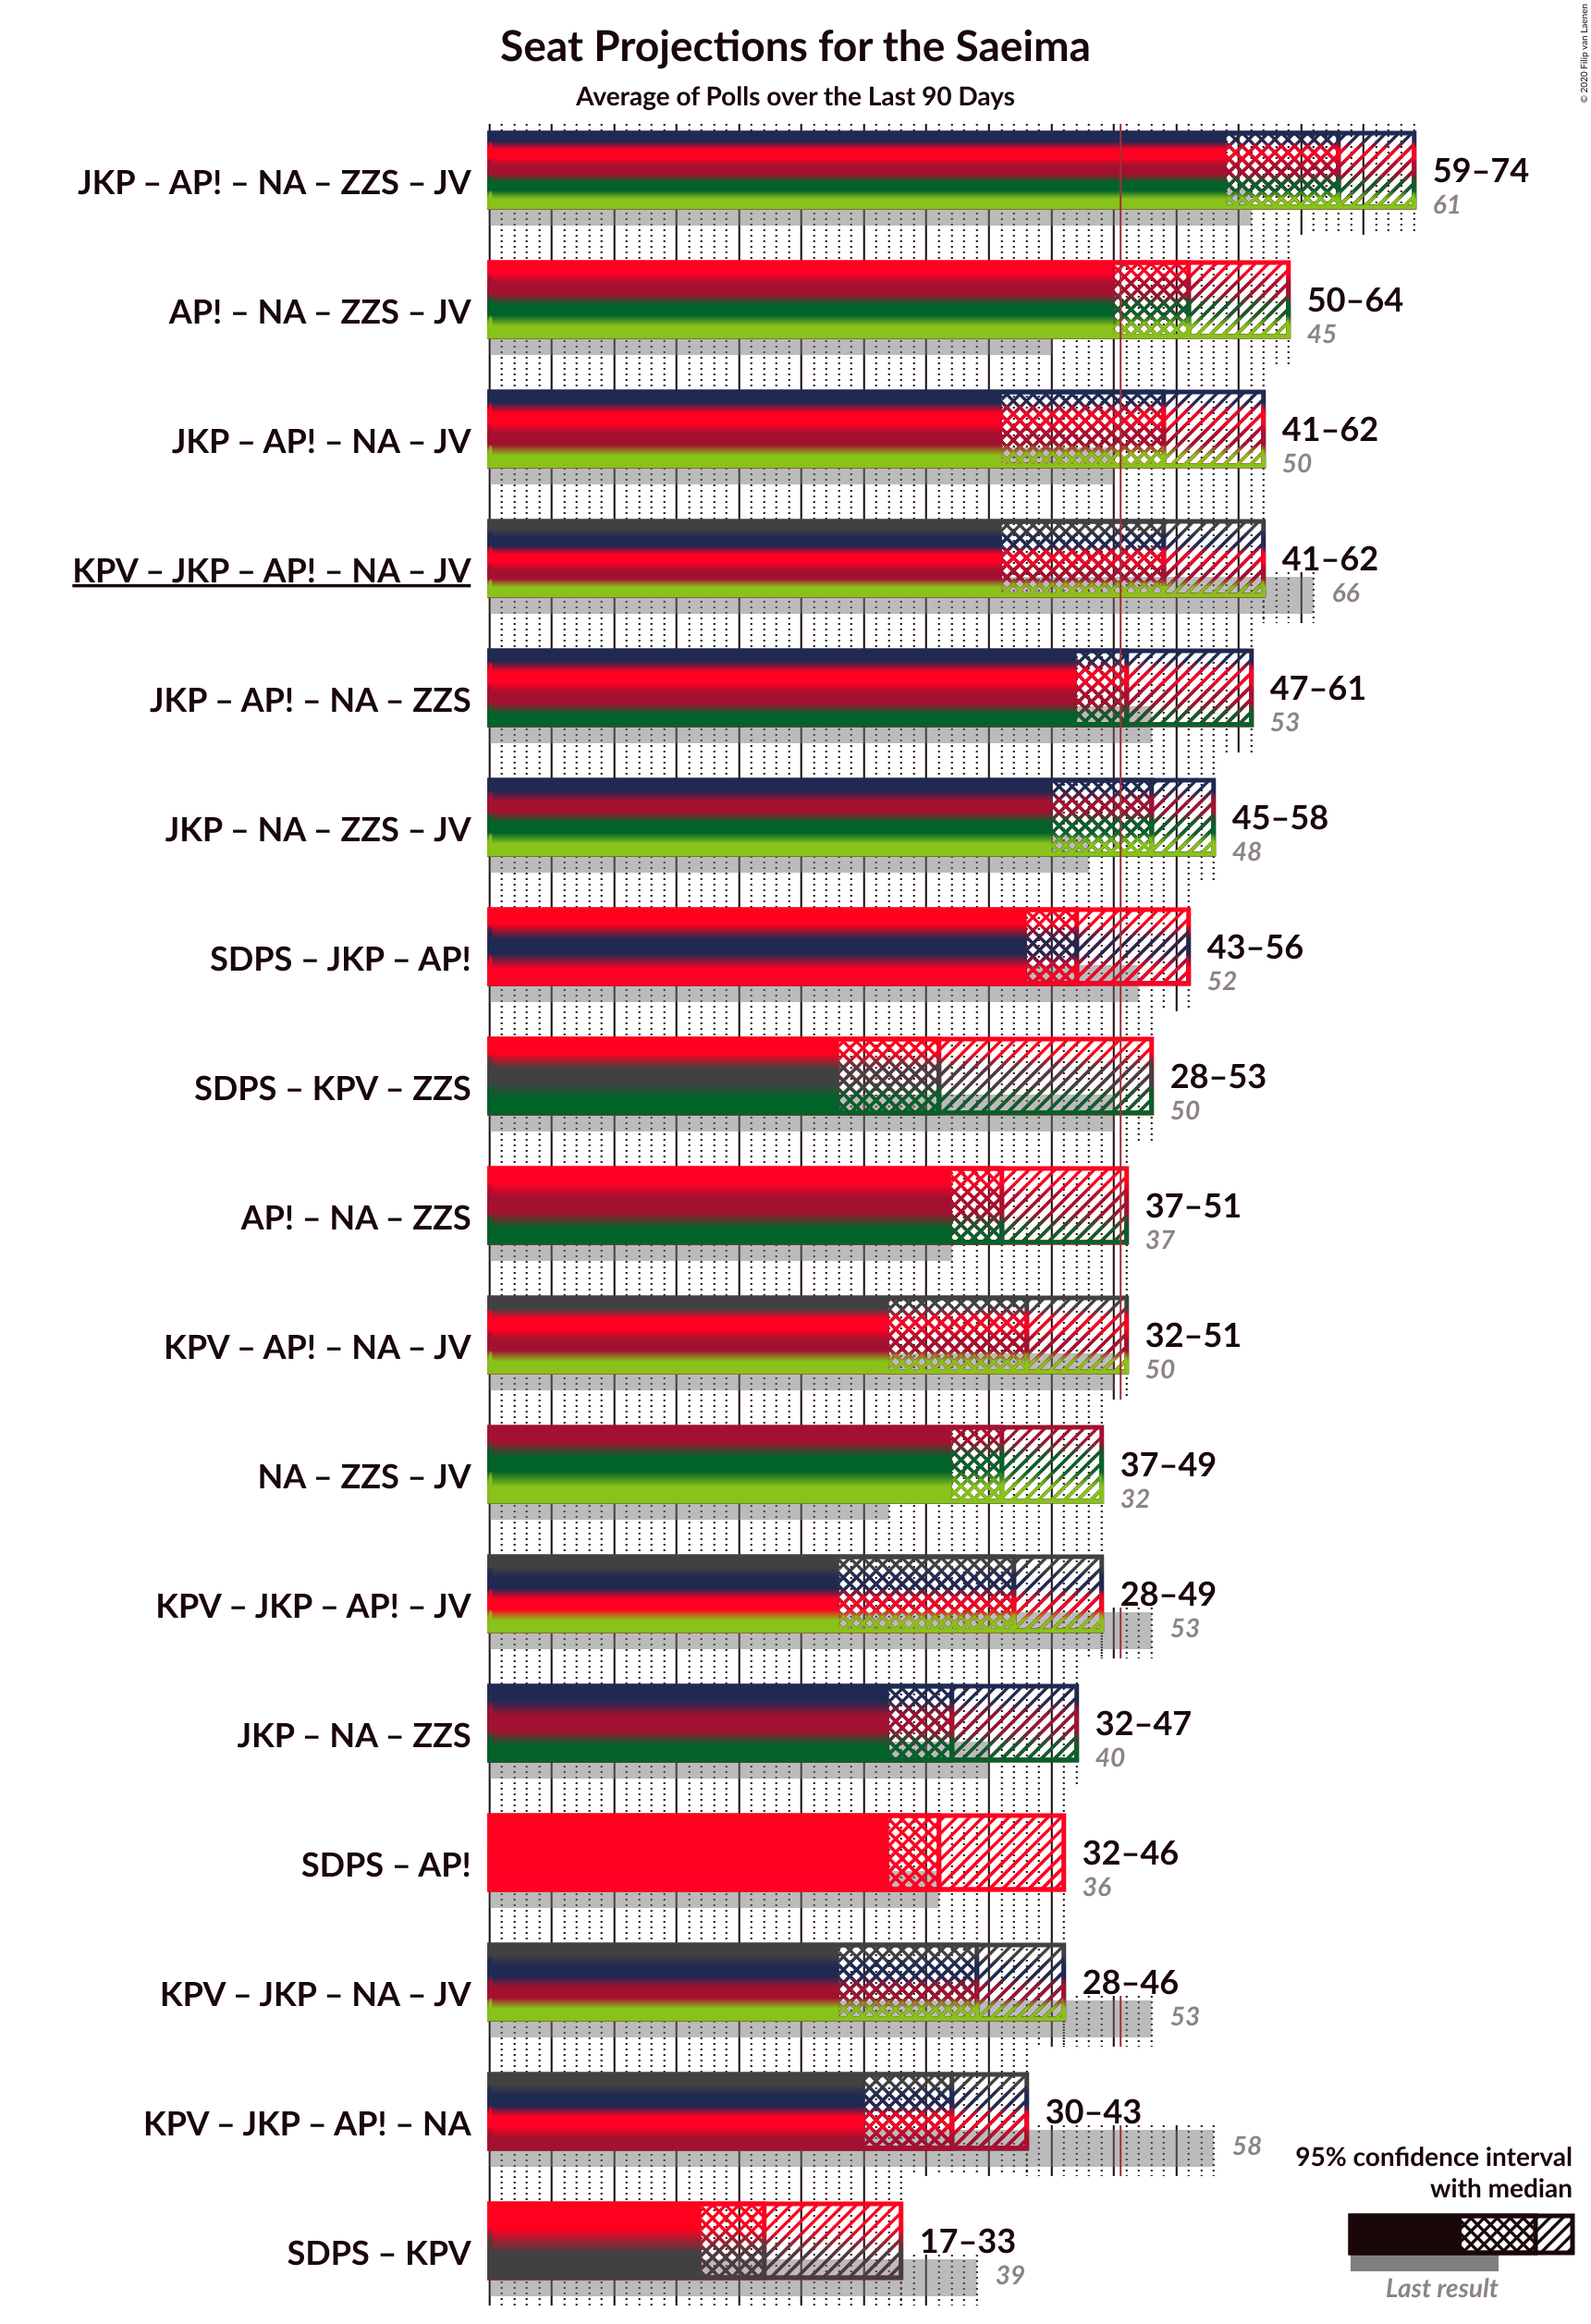 Seat Projections for the Saeima
Average of Polls over the Last 90 Days
© 2020 Filip van Laenen
JKP – AP! – NA – ZZS – JV
59–74
61
AP! – NA – ZZS – JV
50–64
45
JKP – AP! – NA – JV
41–62
50
KPV – JKP – AP! – NA – JV
41–62
66
JKP – AP! – NA – ZZS
47–61
53
JKP – NA – ZZS – JV
45–58
48
SDPS – JKP – AP!
43–56
52
SDPS – KPV – ZZS
28–53
50
AP! – NA – ZZS
37–51
37
KPV – AP! – NA – JV
32–51
50
NA – ZZS – JV
37–49
32
KPV – JKP – AP! – JV
28–49
53
JKP – NA – ZZS
32–47
40
SDPS – AP!
32–46
36
KPV – JKP – NA – JV
28–46
53
KPV – JKP – AP! – NA
30–43
58
SDPS – KPV
17–33
39
95% confidence interval
with median
Last result